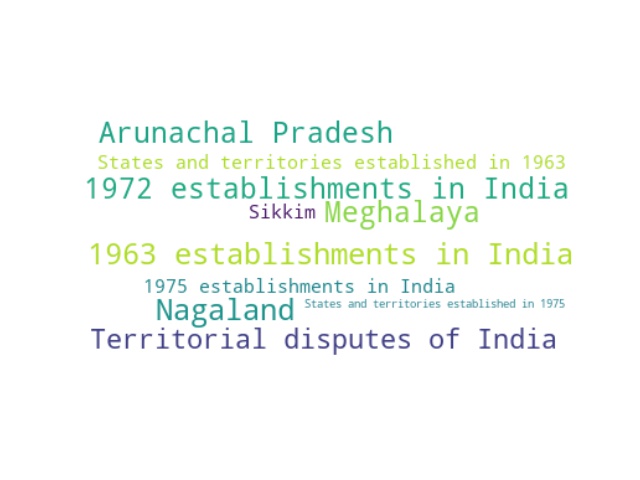 Arunachal Pradesh
States and territories established in 1963
1972 establishments in India
Sikkim Meghalaya
1963 establishments in India
1975 establishments in India
Nagaland States and territories established in 1975
Territorial disputes of India